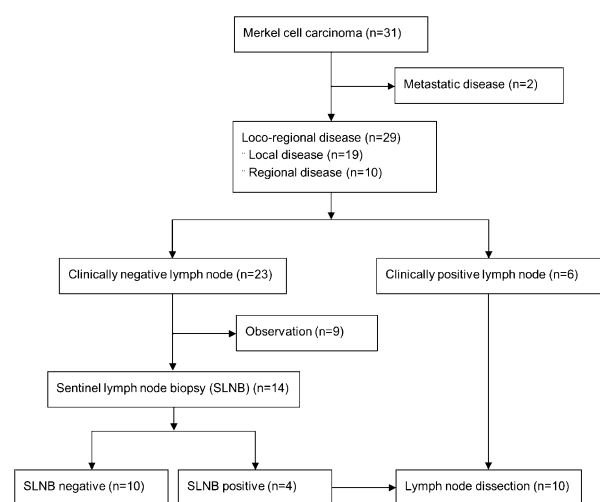 Merkel cell carcinoma (n=31)
Metastatic disease (n=2)
Loco-regional disease (n=29)
¨ Local disease (n=19)
¨ Regional disease (n=10)
Clinically negative lymph node (n=23)
Clinically positive lymph node (n=6)
Observation (n=9)
Sentinel lymph node biopsy (SLNB) (n=14)
SLNB negative (n=10)
SLNB positive (n=4)
Lymph node dissection (n=10)